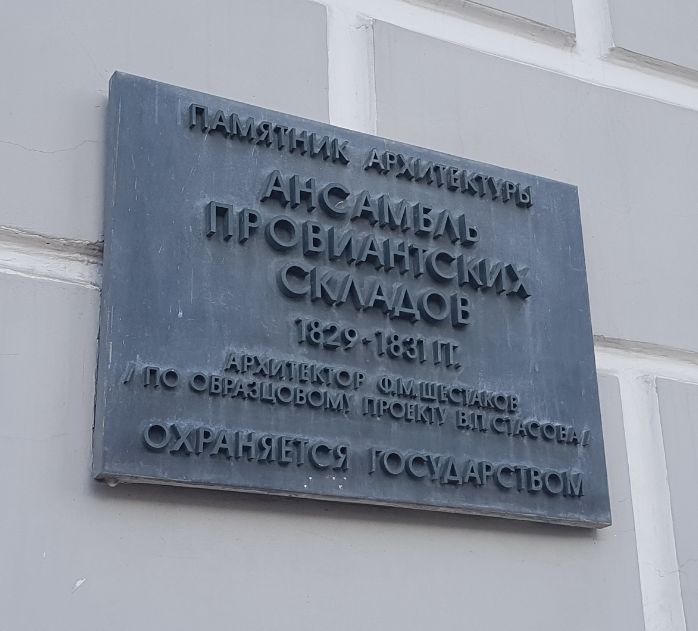 ПАМЯТНИК АРХИТЕКТУРЫ
АНСАМБЛЬ
ПРОВИАНТСКИХ
СКЛАДОВ
1829-1831 ГГ.
АРХИТЕКТОР Ф.М.ШЕСТАКОВ
/ПО ОБРАЗЦОВОМУ ПРОЕКТУ В.П.СТАСОВА/
ОХРАНЯЕТСЯ ГОСУДАРСТВОМ